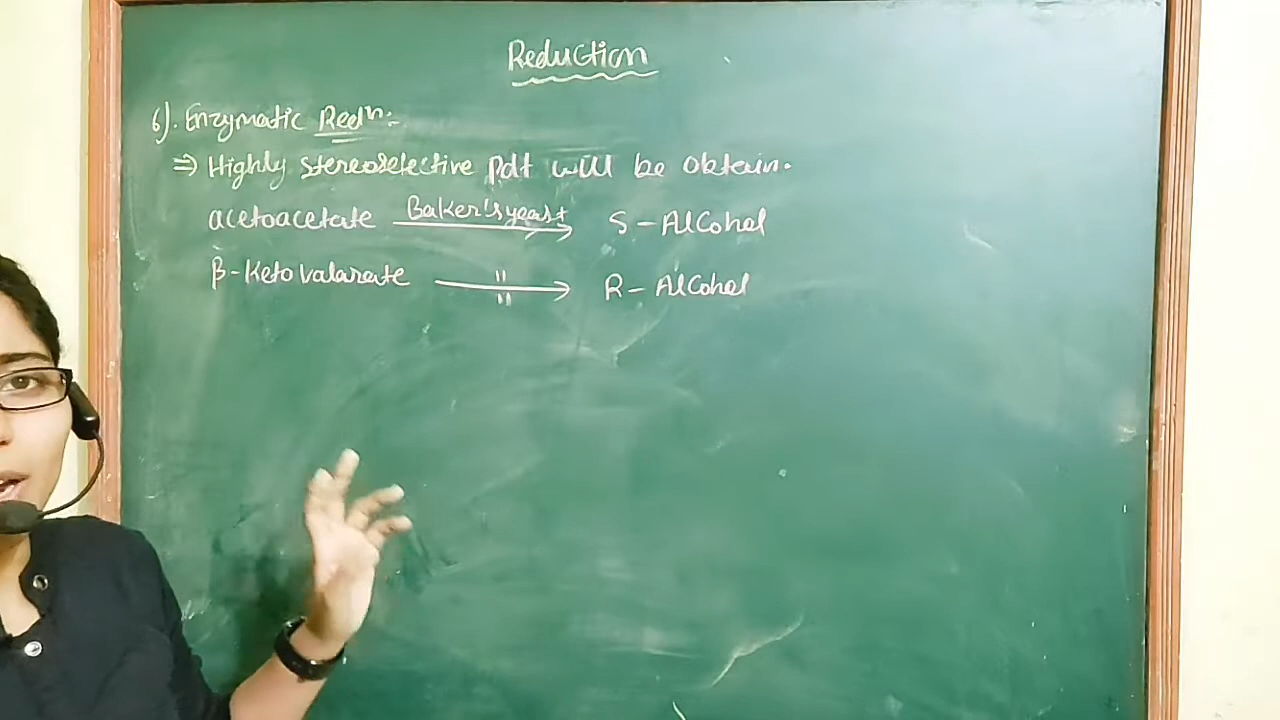 Reduction
6). Enzymatic Redⁿ:-
⇒ Highly stereoselective pdt will be obtain.
acetoacetate Baker's yeast → S - Alcohol
β-Keto valarate " → " R - Alcohol